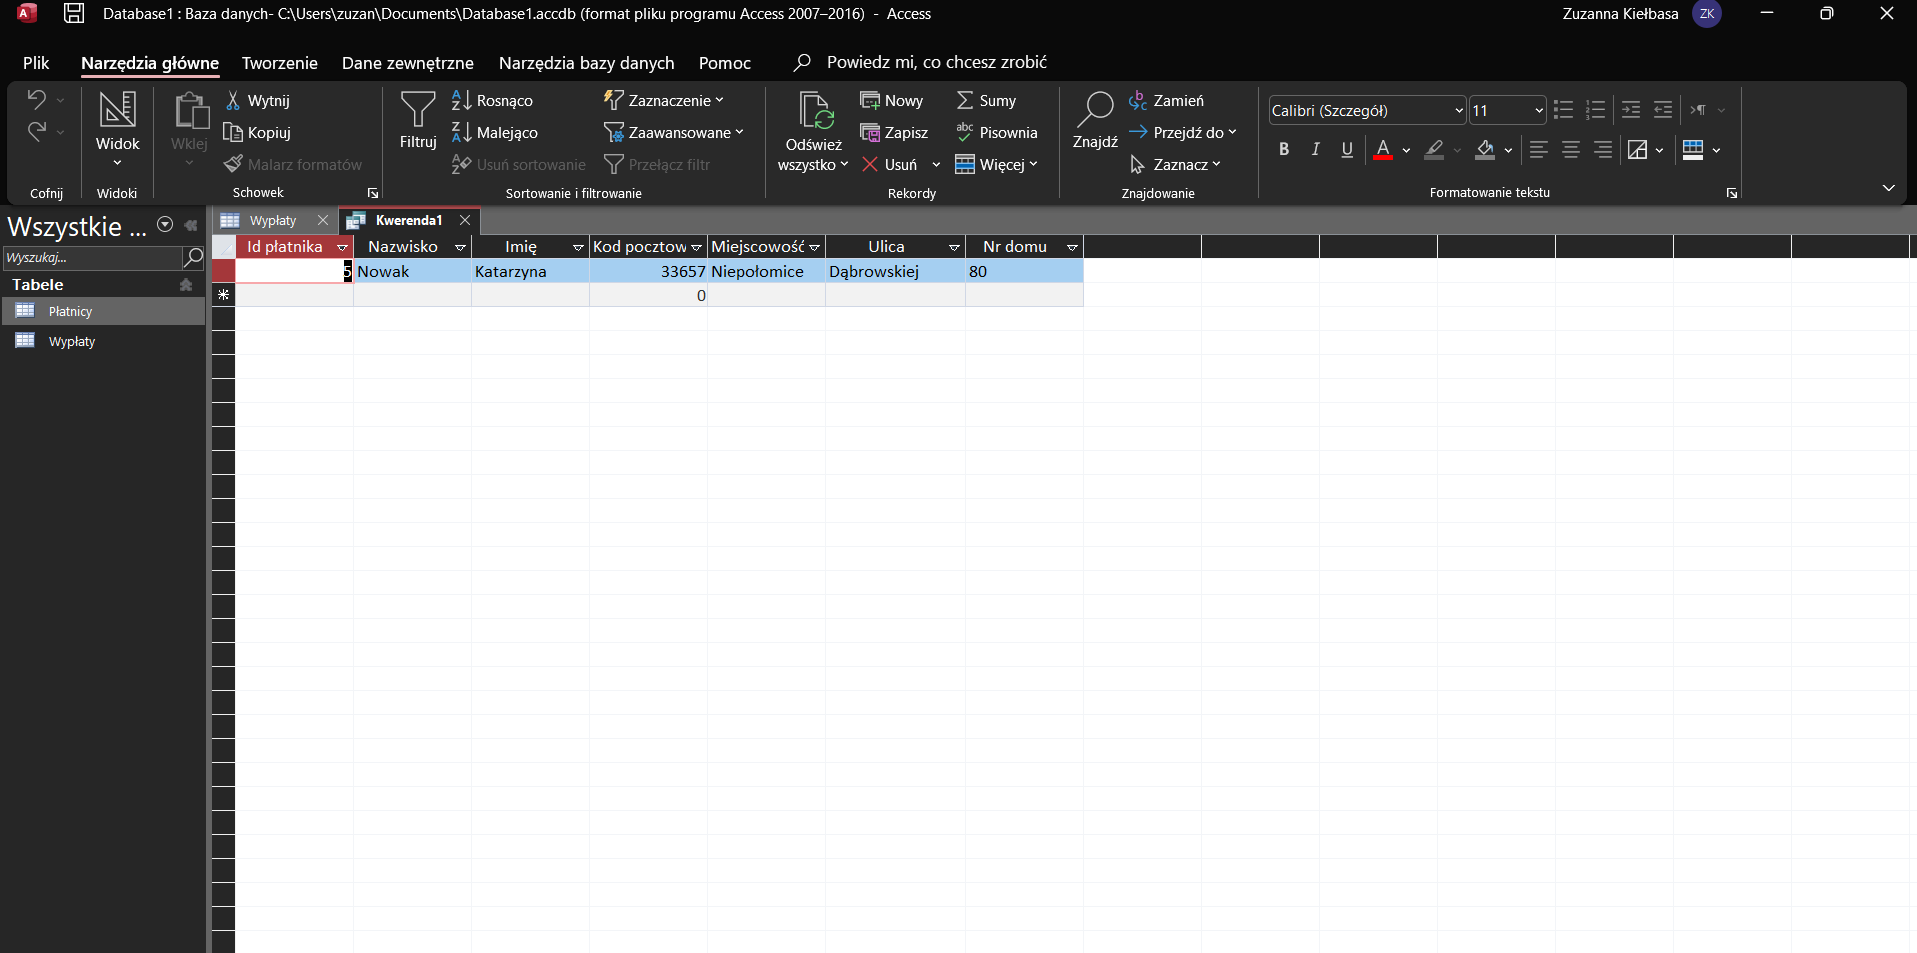 Database1 : Baza danych- C:\Users\zuzan\Documents\Database1.accdb (format pliku programu Access 2007–2016) - Access
Zuzanna Kiełbasa
ZK
Plik
Narzędzia główne
Tworzenie
Dane zewnętrzne
Narzędzia bazy danych
Pomoc
Powiedz mi, co chcesz zrobić
Cofnij
Widok
Widoki
Wklej
Wytnij
Kopiuj
Malarz formatów
Schowek
Filtruj
Rosnąco
Malejąco
Usuń sortowanie
Zaznaczenie
Zaawansowane
Przełącz filtr
Sortowanie i filtrowanie
Odśwież
wszystko
Nowy
Zapisz
Usuń
Sumy
Pisownia
Więcej
Rekordy
Znajdź
Zamień
Przejdź do
Zaznacz
Znajdowanie
Calibri (Szczegół)
11
B I U
Formatowanie tekstu
Wszystkie ...
Wyszukaj...
Tabele
Płatnicy
Wypłaty
Wypłaty
Kwerenda1
Id płatnika Nazwisko Imię Kod pocztow Miejscowość Ulica Nr domu
5 Nowak Katarzyna 33657 Niepołomice Dąbrowskiej 80
0